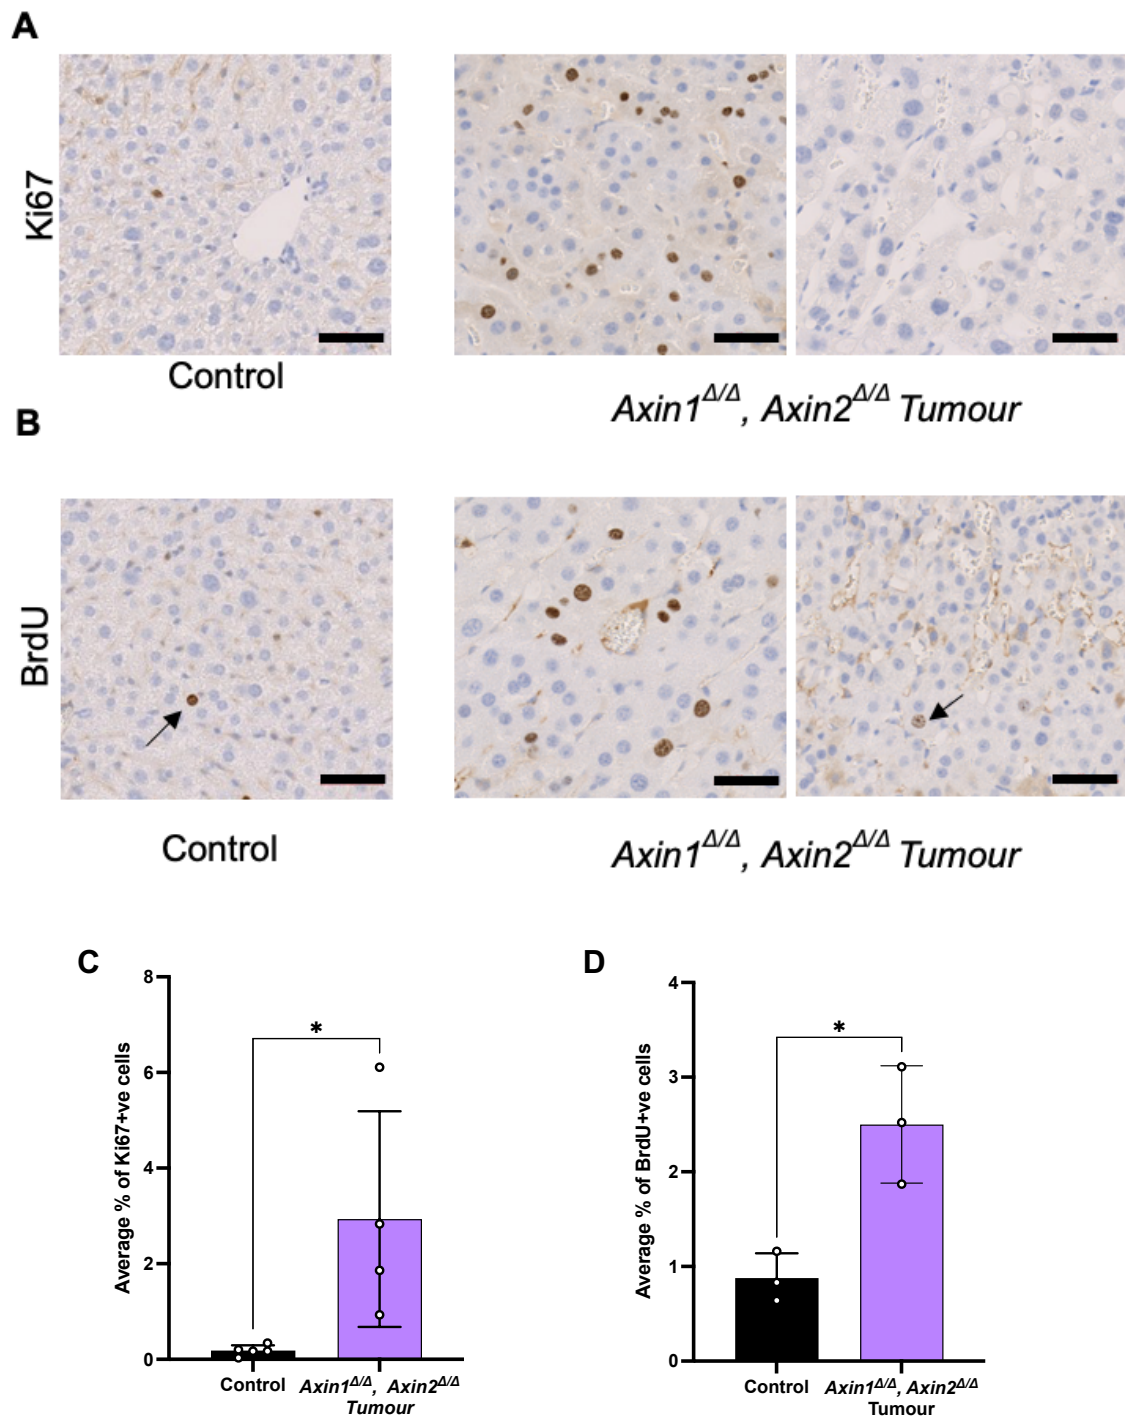 A
Ki67
Control
Axin1Δ/Δ, Axin2Δ/Δ Tumour
B
BrdU
Control
Axin1Δ/Δ, Axin2Δ/Δ Tumour
C
Average % of Ki67+ve cells
8
6
4
2
0
*
Control
Axin1Δ/Δ, Axin2Δ/Δ
Tumour
D
Average % of BrdU+ve cells
4
3
2
1
0
*
Control
Axin1Δ/Δ, Axin2Δ/Δ
Tumour